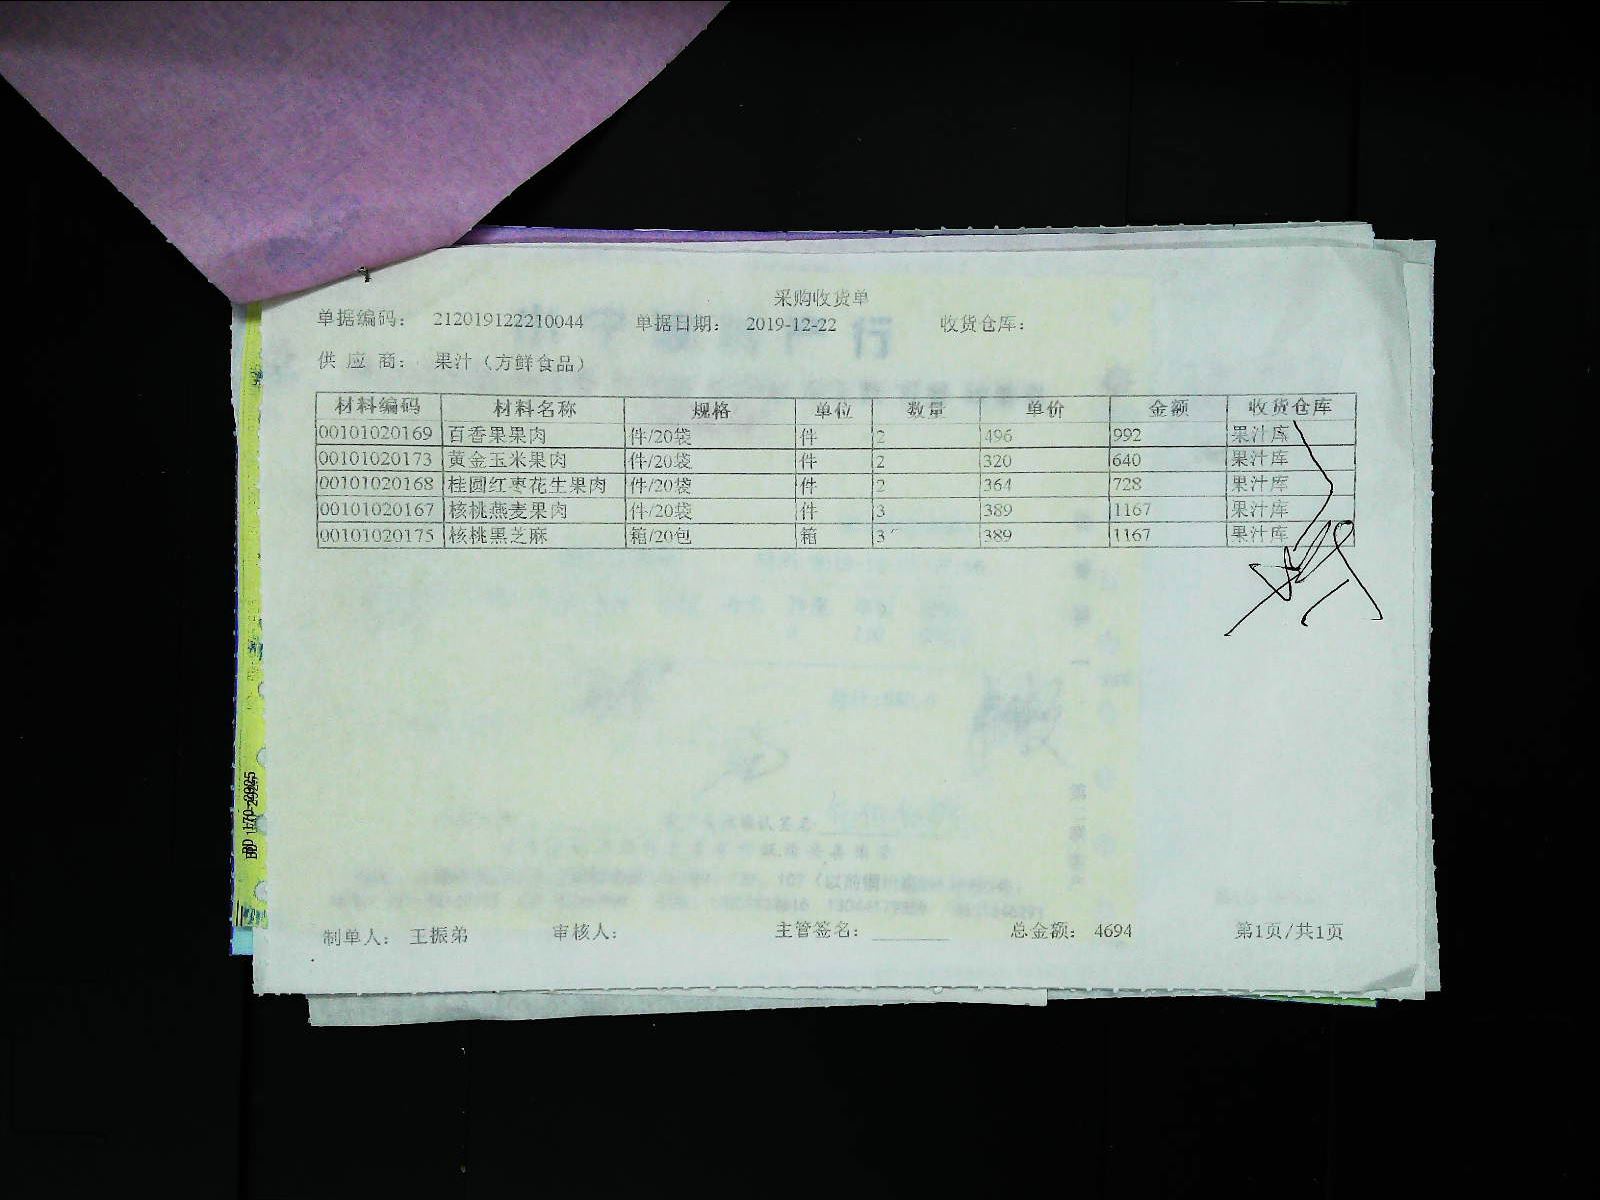 采购收货单
单据编码： 212019122210044 单据日期： 2019-12-22 收货仓库：
供 应 商： 果汁（方鲜食品）
材料编码 材料名称 规格 单位 数量 单价 金额 收货仓库
00101020169 百香果果肉 件/20袋 件 2 496 992 果汁库
00101020173 黄金玉米果肉 件/20袋 件 2 320 640 果汁库
00101020168 桂圆红枣花生果肉 件/20袋 件 2 364 728 果汁库
00101020167 核桃燕麦果肉 件/20袋 件 3 389 1167 果汁库
00101020175 核桃黑芝麻 箱/20包 箱 3 389 1167 果汁库
制单人： 王振弟 审核人： 主管签名： 总金额： 4694 第1页/共1页